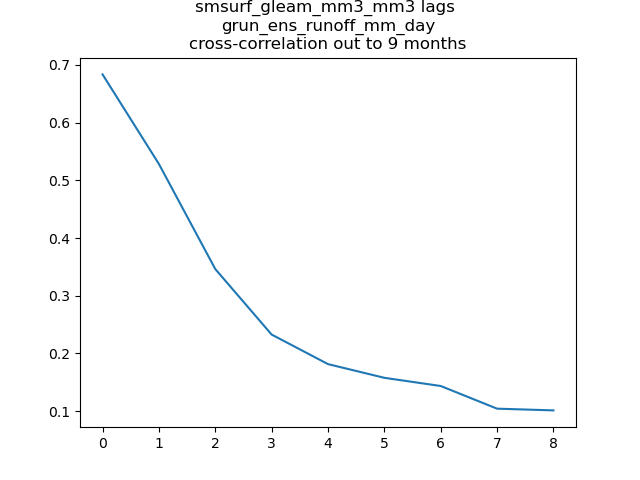 smsurf_gleam_mm3_mm3 lags
grun_ens_runoff_mm_day
cross-correlation out to 9 months
0.7
0.6
0.5
0.4
0.3
0.2
0.1
0 1 2 3 4 5 6 7 8